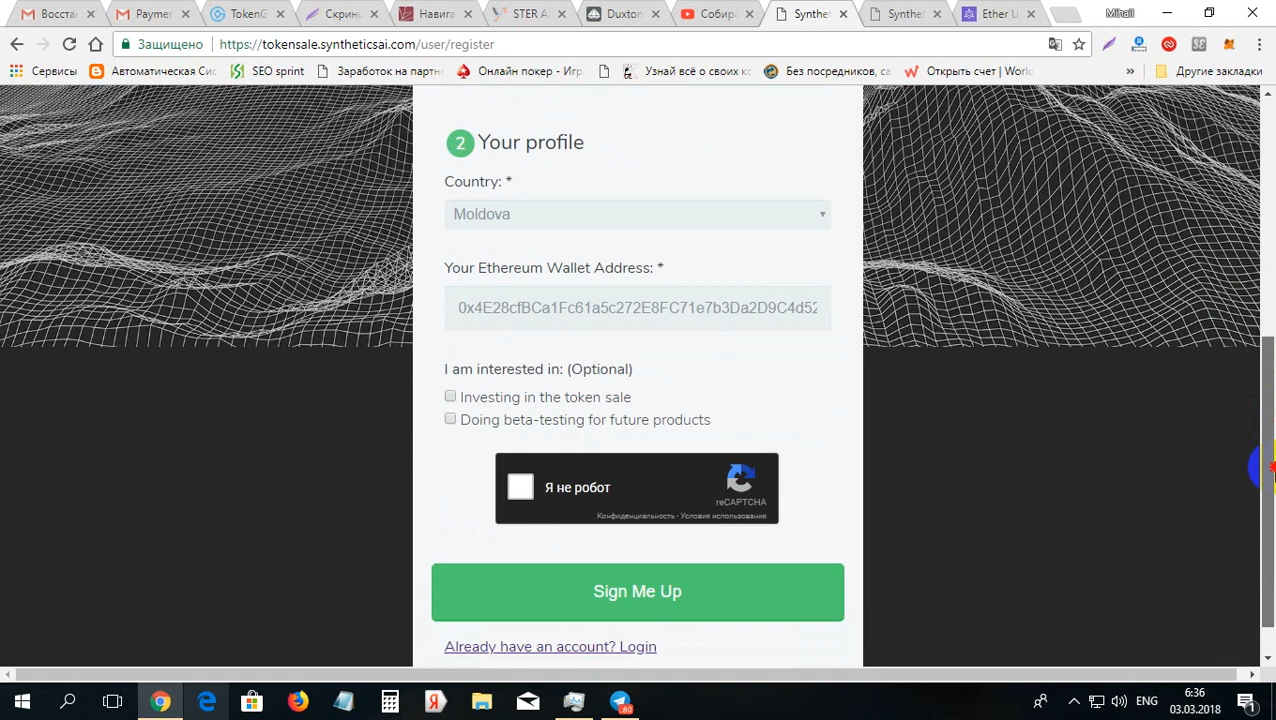 Восстан
Paymen
TokenG
Скринш
Навига
STER A
Duxton
Собира
Synthet
Synthet
Ether U
Mihail
Защищено
https://tokensale.syntheticsai.com/user/register
Сервисы
Автоматическая Сис
SEO sprint
Заработок на партн
Онлайн покер - Игр
Узнай всё о своих кс
Без посредников, са
Открыть счет | Worl
»
Другие закладки
2 Your profile
Country: *
Moldova
Your Ethereum Wallet Address: *
0x4E28cfBCa1Fc61a5c272E8FC71e7b3Da2D9C4d52
I am interested in: (Optional)
Investing in the token sale
Doing beta-testing for future products
Я не робот
reCAPTCHA
Конфиденциальность - Условия использования
Sign Me Up
Already have an account? Login
80
ENG
6:36
03.03.2018
1